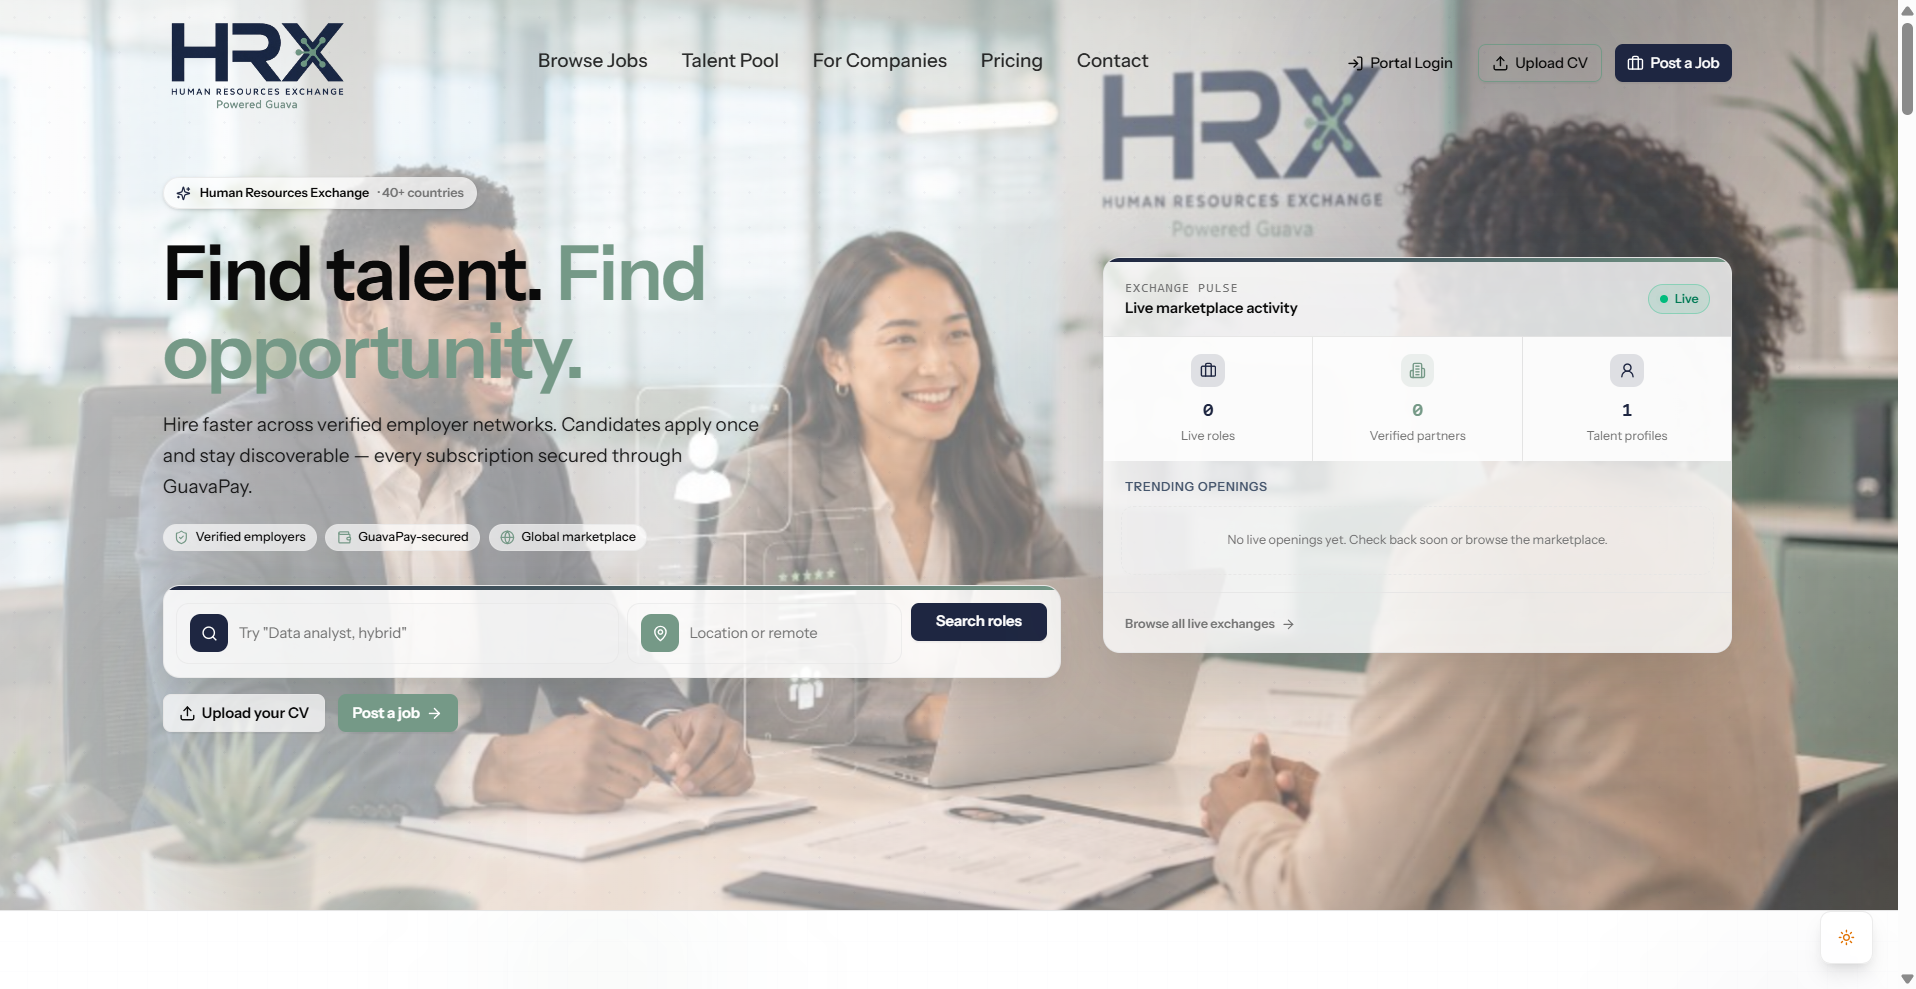 HRX
HUMAN RESOURCES EXCHANGE
Powered Guava
Browse Jobs
Talent Pool
For Companies
Pricing
Contact
Portal Login
Upload CV
Post a Job
HRX
HUMAN RESOURCES EXCHANGE
Powered Guava
Human Resources Exchange · 40+ countries
Find talent. Find
opportunity.
Hire faster across verified employer networks. Candidates apply once
and stay discoverable — every subscription secured through
GuavaPay.
Verified employers
GuavaPay-secured
Global marketplace
Try "Data analyst, hybrid"
Location or remote
Search roles
Upload your CV
Post a job
EXCHANGE PULSE
Live marketplace activity
Live
0
Live roles
0
Verified partners
1
Talent profiles
TRENDING OPENINGS
No live openings yet. Check back soon or browse the marketplace.
Browse all live exchanges